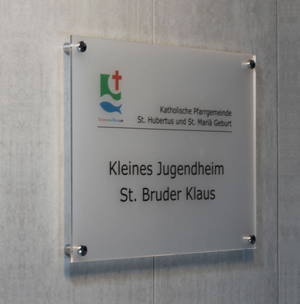 Katholische Pfarrgemeinde
St. Hubertus und St. Mariä Geburt
Kleines Jugendheim
St. Bruder Klaus